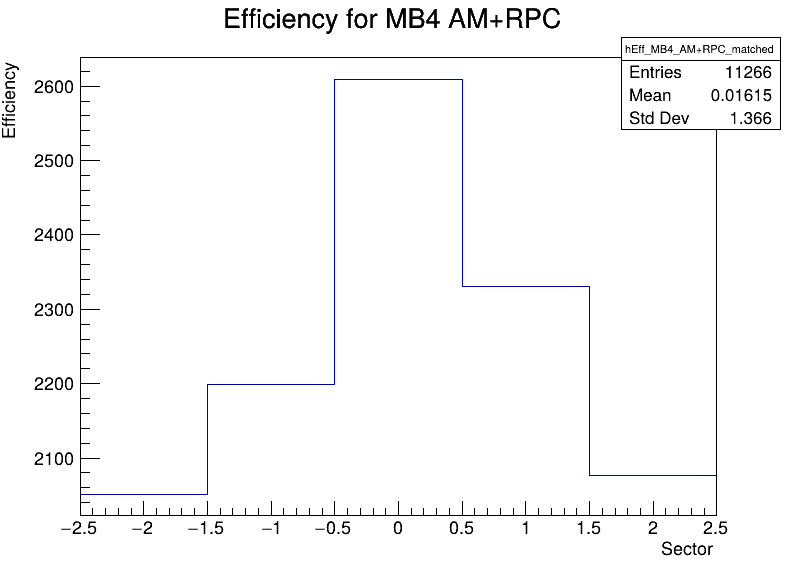 Efficiency for MB4 AM+RPC
hEff_MB4_AM+RPC_matched
Entries 11266
Mean 0.01615
Std Dev 1.366
Efficiency
2600
2500
2400
2300
2200
2100
−2.5 −2 −1.5 −1 −0.5 0 0.5 1 1.5 2 2.5
Sector